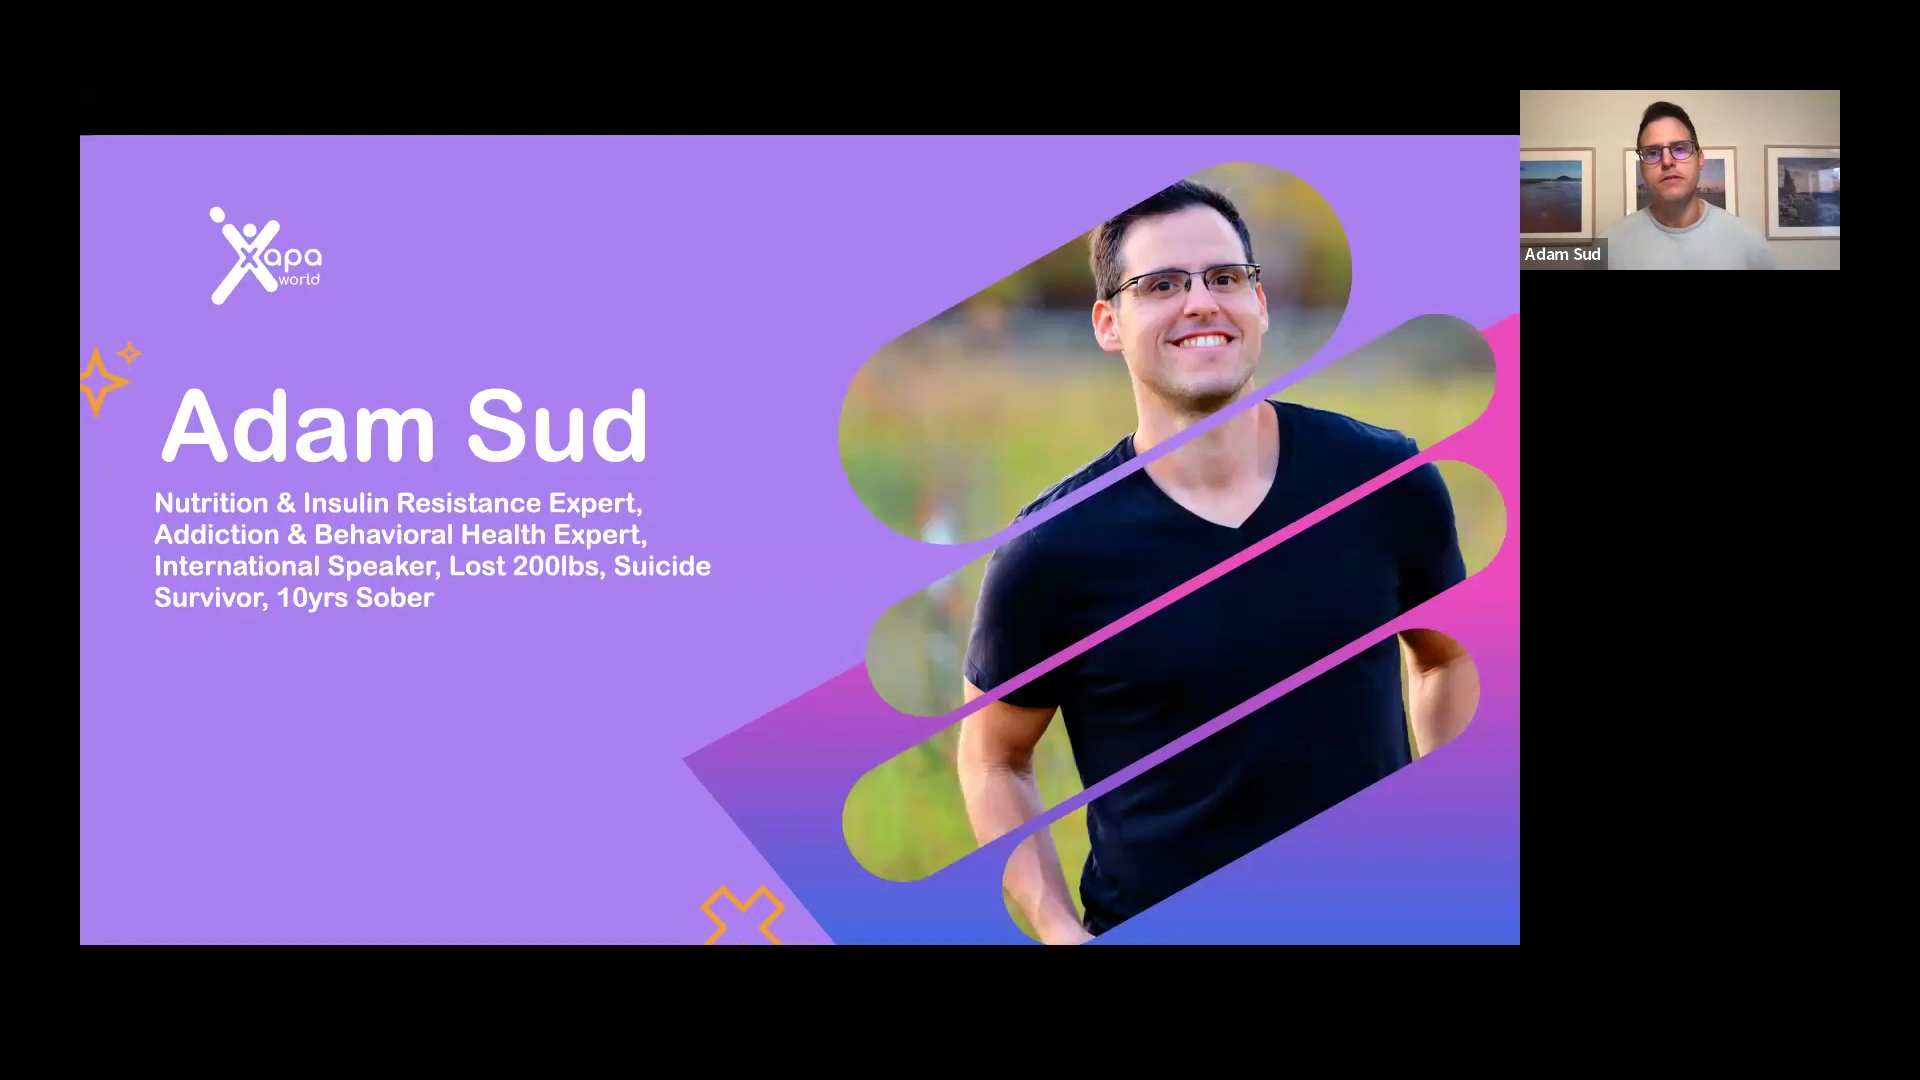 xapa
world
Adam Sud
Nutrition & Insulin Resistance Expert,
Addiction & Behavioral Health Expert,
International Speaker, Lost 200lbs, Suicide
Survivor, 10yrs Sober
Adam Sud